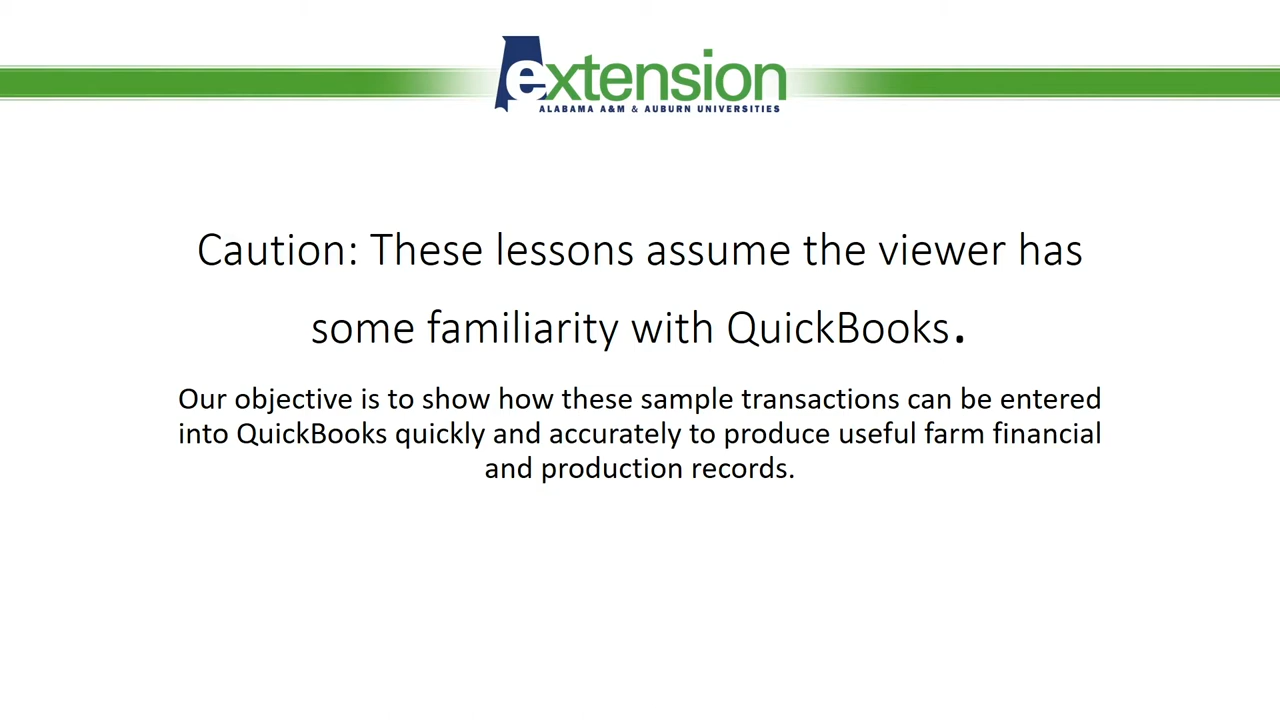 extension
ALABAMA A&M & AUBURN UNIVERSITIES
Caution: These lessons assume the viewer has
some familiarity with QuickBooks.
Our objective is to show how these sample transactions can be entered
into QuickBooks quickly and accurately to produce useful farm financial
and production records.